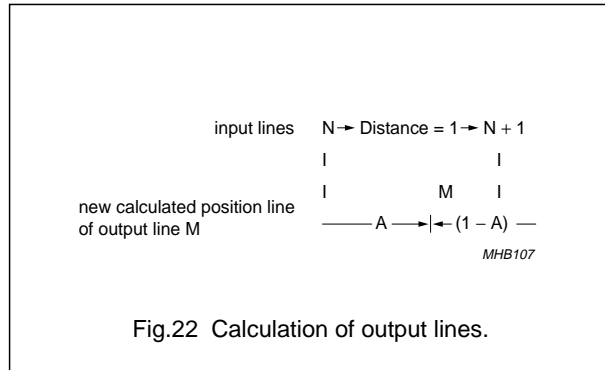 input lines N → Distance = 1 → N + 1
I I
I M I
new calculated position line
of output line M
A (1 − A)
MHB107
Fig.22 Calculation of output lines.